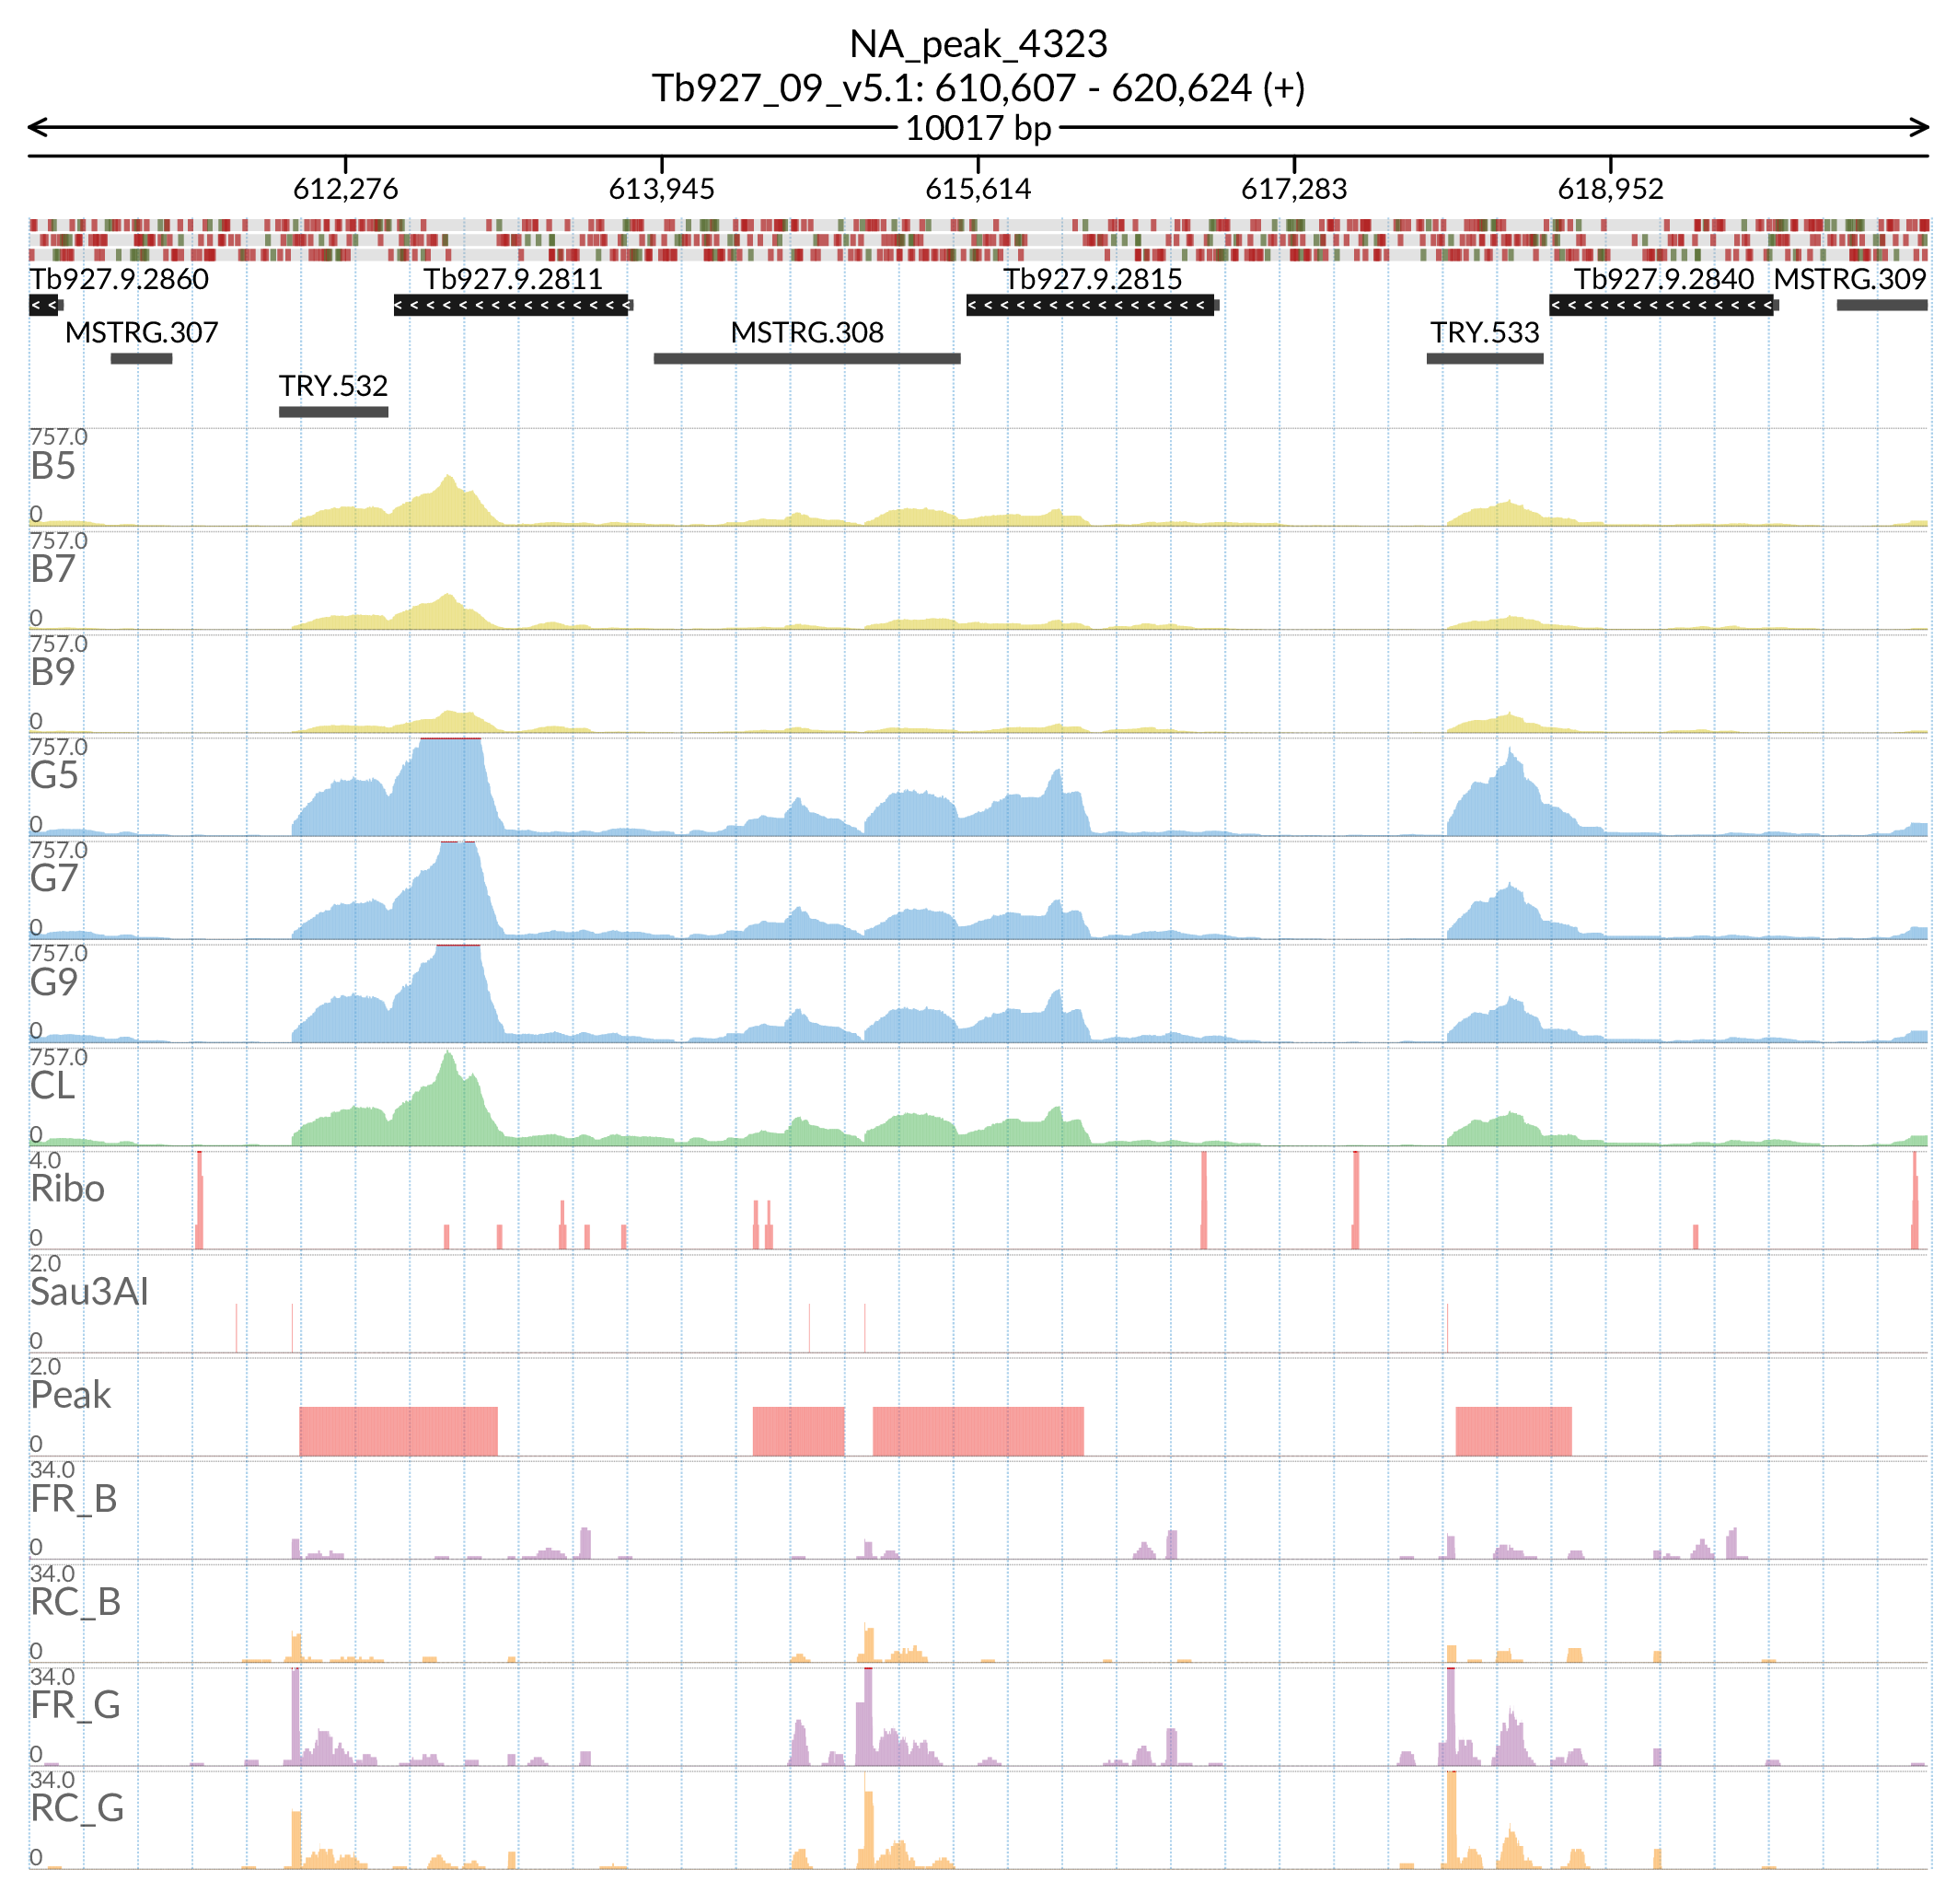 NA_peak_4323
Tb927_09_v5.1: 610,607 - 620,624 (+)
10017 bp
612,276 613,945 615,614 617,283 618,952
Tb927.9.2860 Tb927.9.2811 Tb927.9.2815 Tb927.9.2840 MSTRG.309
MSTRG.307 MSTRG.308 TRY.533
TRY.532
757.0
B5
0
757.0
B7
0
757.0
B9
0
757.0
G5
0
757.0
G7
0
757.0
G9
0
757.0
CL
0
4.0
Ribo
0
2.0
Sau3AI
0
2.0
Peak
0
34.0
FR_B
0
34.0
RC_B
0
34.0
FR_G
0
34.0
RC_G
0